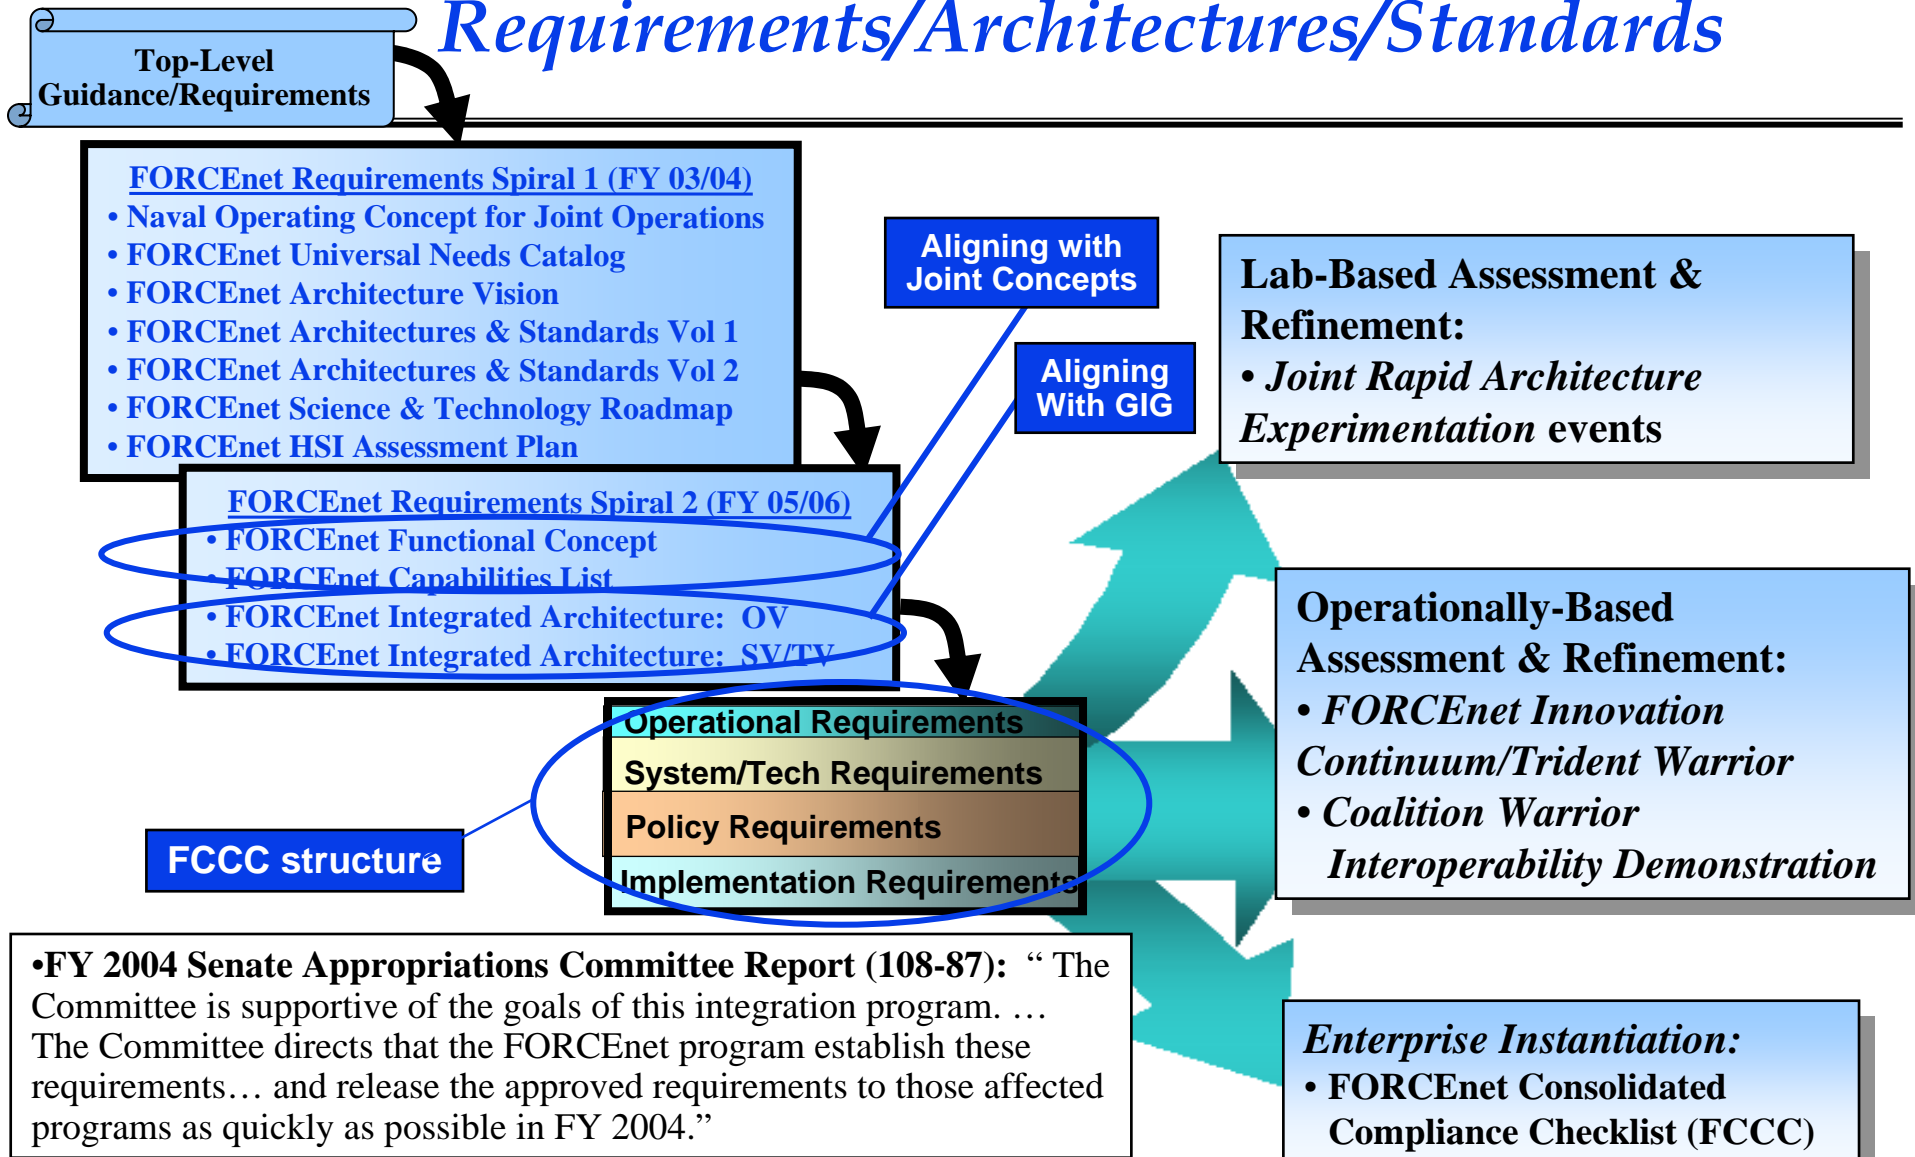 Requirements/Architectures/Standards
Top-Level
Guidance/Requirements
FORCEnet Requirements Spiral 1 (FY 03/04)
• Naval Operating Concept for Joint Operations
• FORCEnet Universal Needs Catalog
• FORCEnet Architecture Vision
• FORCEnet Architectures & Standards Vol 1
• FORCEnet Architectures & Standards Vol 2
• FORCEnet Science & Technology Roadmap
• FORCEnet HSI Assessment Plan
FORCEnet Requirements Spiral 2 (FY 05/06)
• FORCEnet Functional Concept
• FORCEnet Capabilities List
• FORCEnet Integrated Architecture: OV
• FORCEnet Integrated Architecture: SV/TV
Aligning with
Joint Concepts
Aligning
With GIG
Operational Requirements
System/Tech Requirements
Policy Requirements
Implementation Requirements
FCCC structure
Lab-Based Assessment &
Refinement:
• Joint Rapid Architecture
Experimentation events
Operationally-Based
Assessment & Refinement:
• FORCEnet Innovation
Continuum/Trident Warrior
• Coalition Warrior
Interoperability Demonstration
Enterprise Instantiation:
• FORCEnet Consolidated
Compliance Checklist (FCCC)
•FY 2004 Senate Appropriations Committee Report (108-87): “ The
Committee is supportive of the goals of this integration program. …
The Committee directs that the FORCEnet program establish these
requirements… and release the approved requirements to those affected
programs as quickly as possible in FY 2004.”